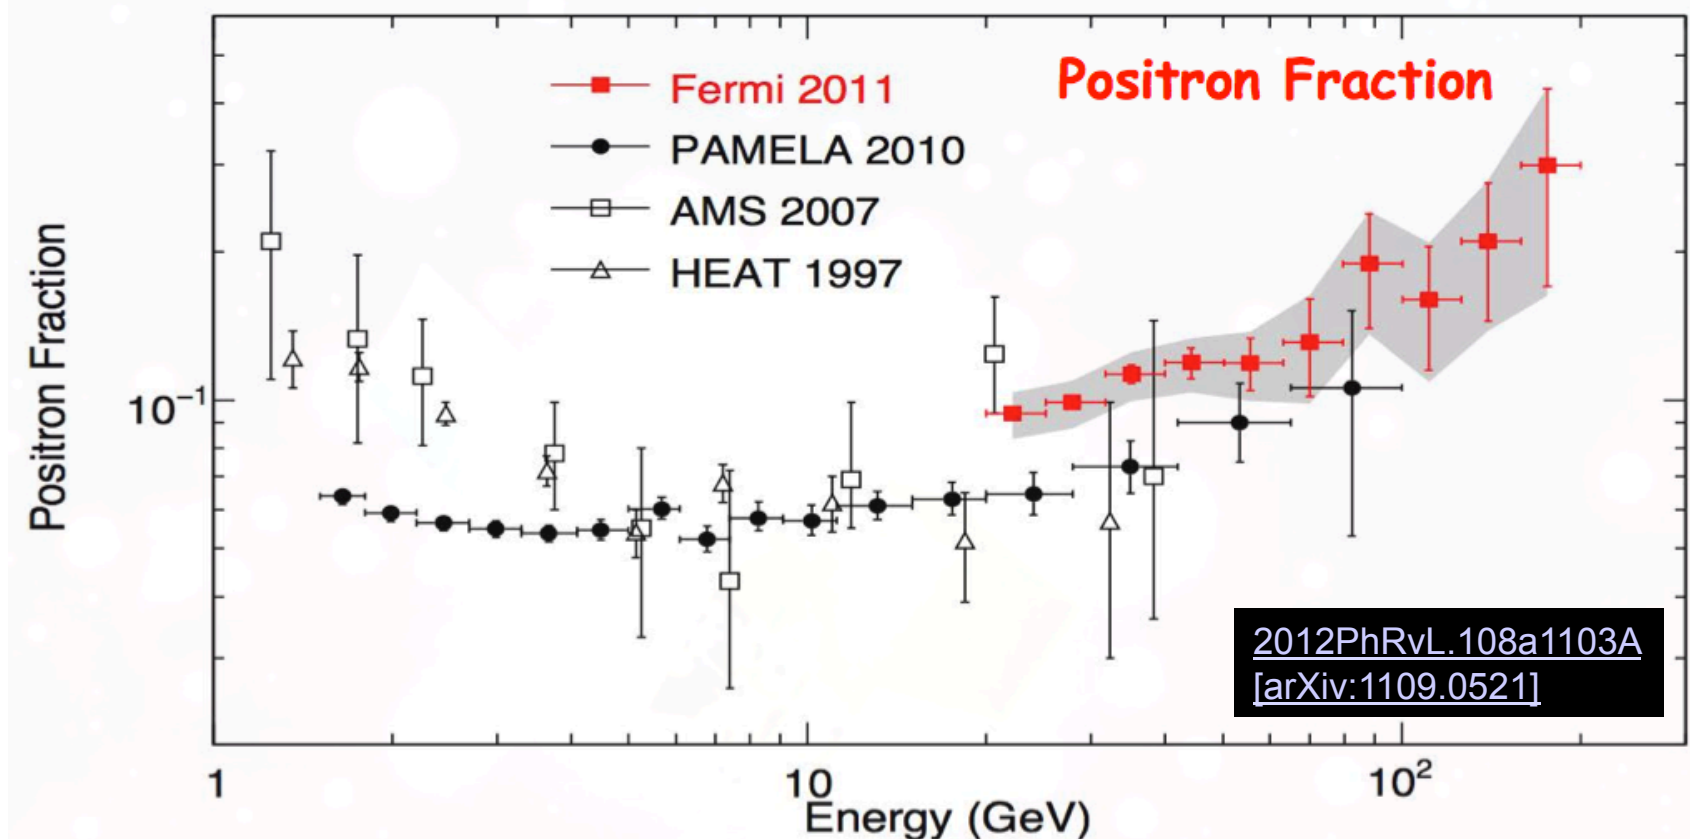 Positron Fraction
Fermi 2011
PAMELA 2010
AMS 2007
HEAT 1997
Positron Fraction
10⁻¹
2012PhRvL.108a1103A
[arXiv:1109.0521]
1
10
10²
Energy (GeV)